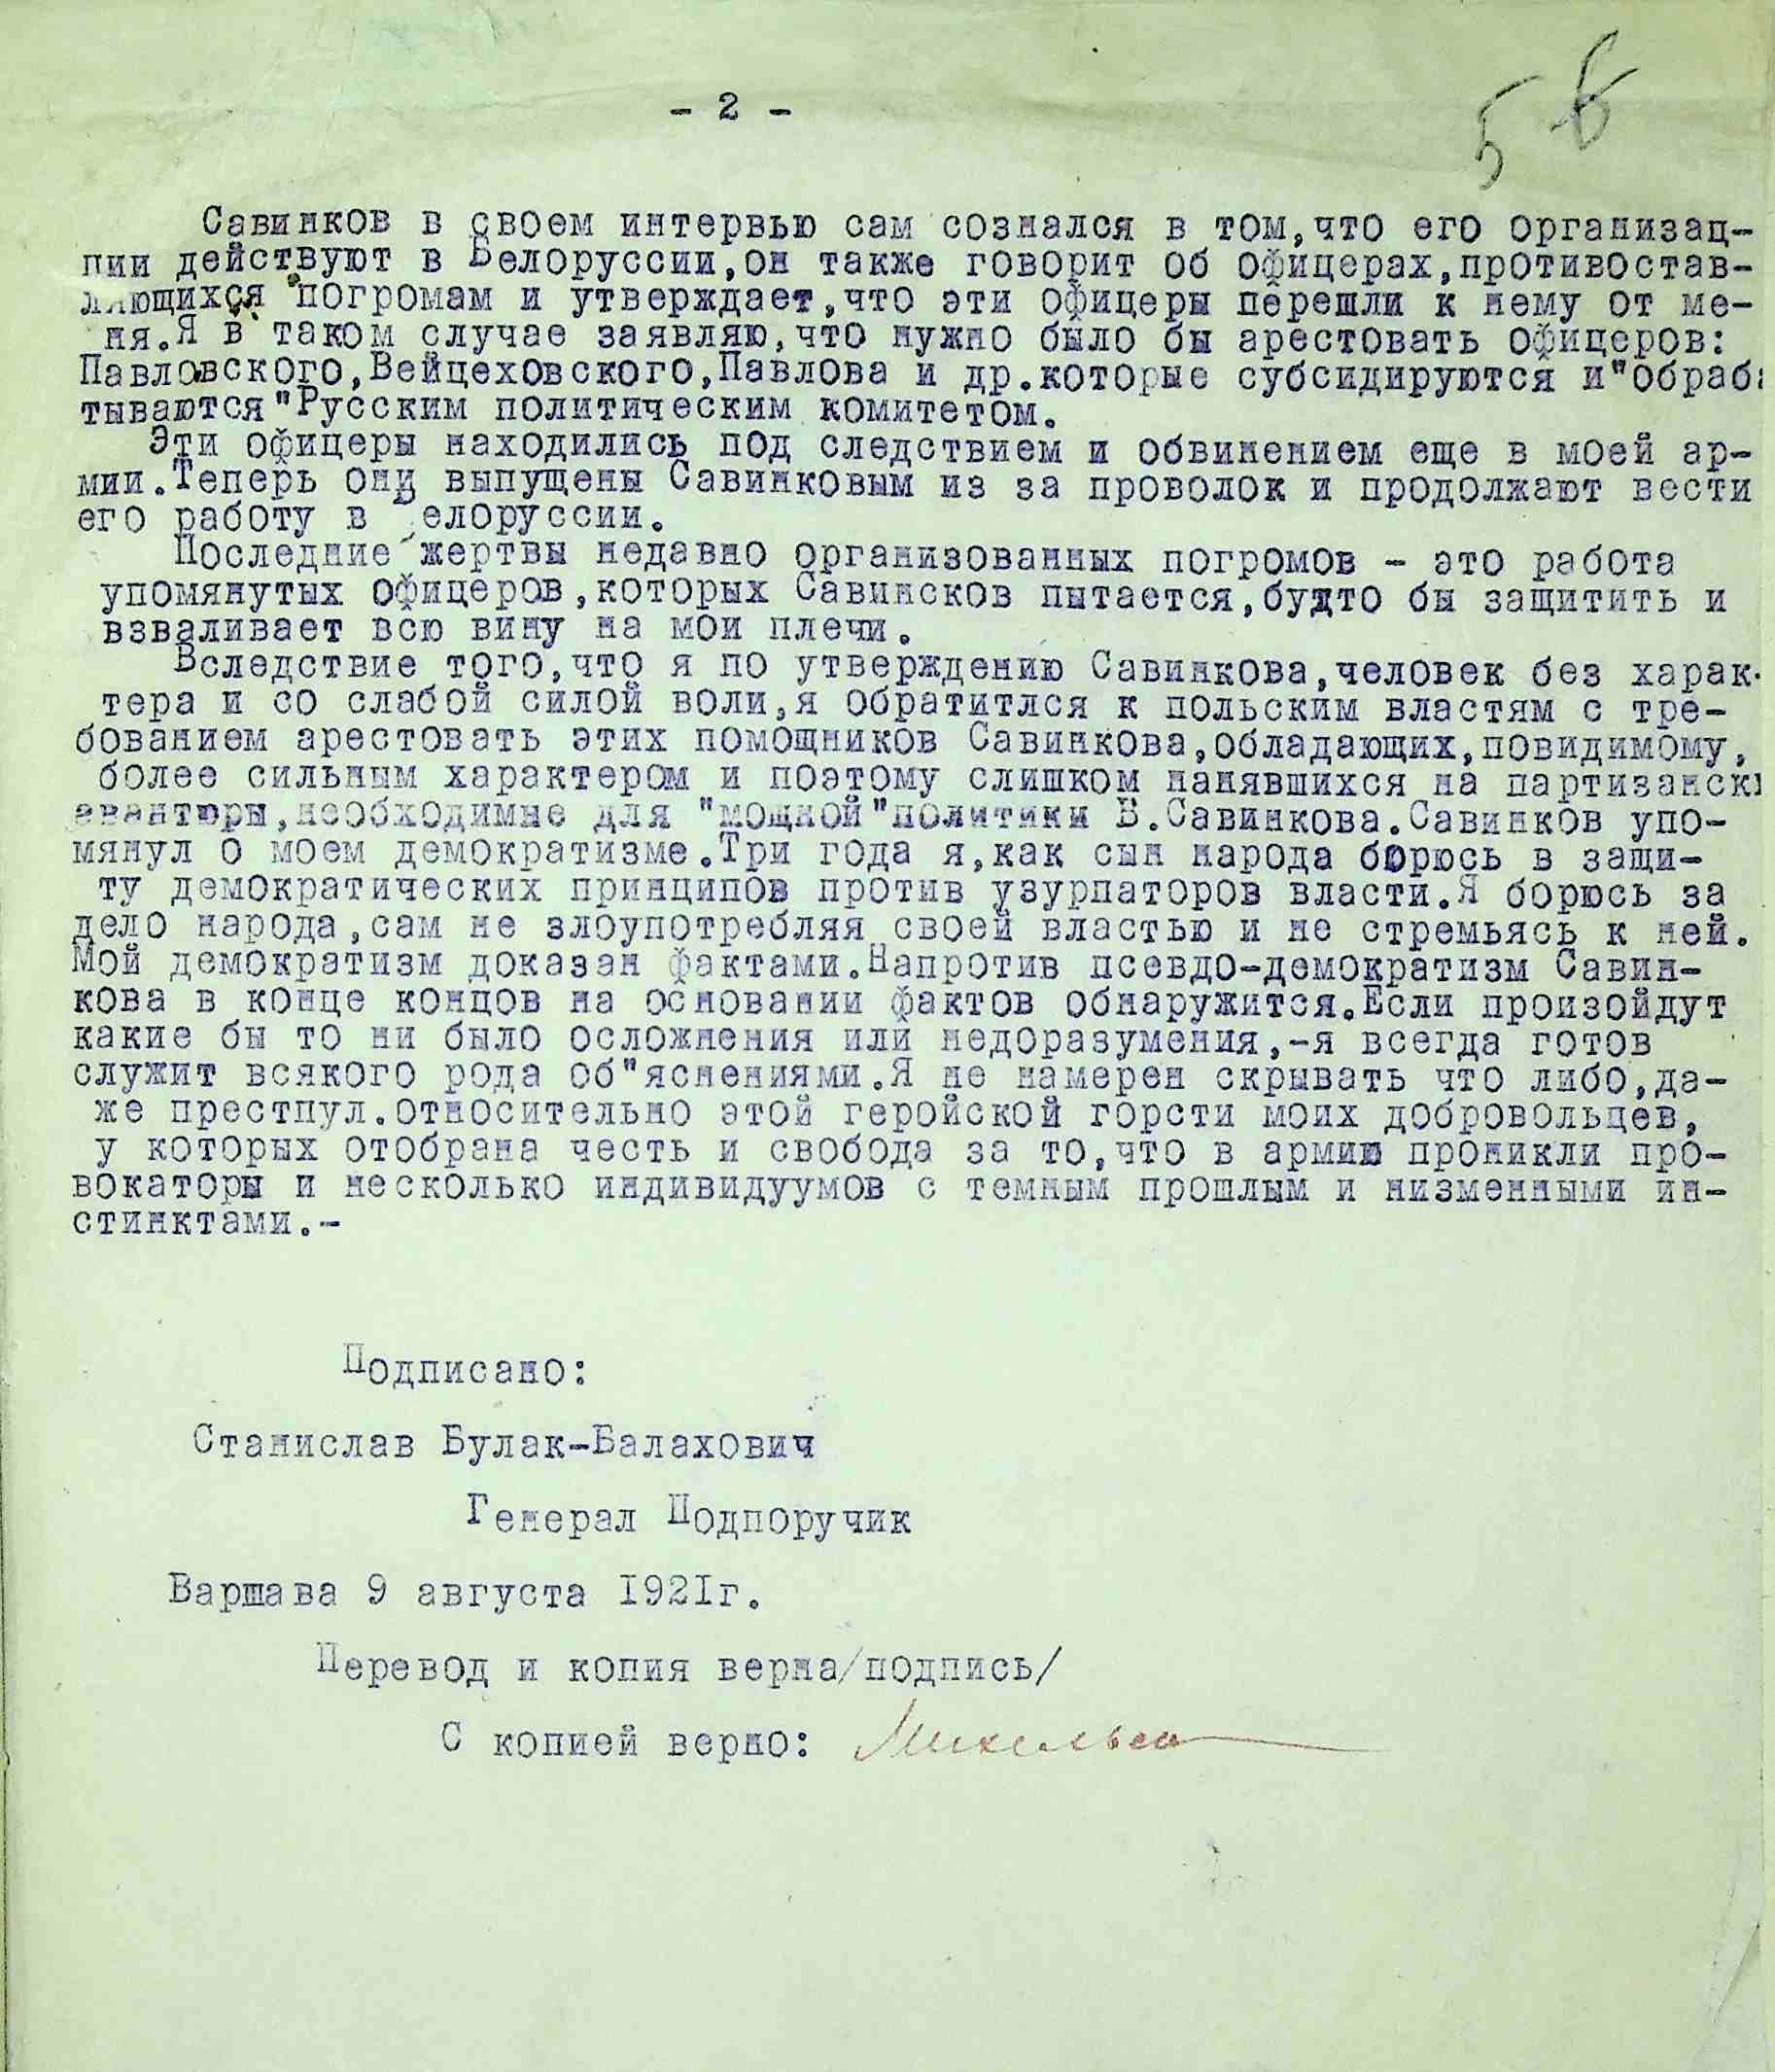 - 2 -
56
Савинков в своем интервью сам сознался в том,что его организац-
пии действуют в Белоруссии,он также говорит об офицерах,противостав-
ляющихся погромам и утверждает,что эти офицеры перешли к нему от ме-
ня.Я в таком случае заявляю,что нужно было бы арестовать офицеров:
Павловского,Вейцеховского,Павлова и др.которые субсидируются и"обраба
тываются"Русским политическим комитетом.
Эти офицеры находились под следствием и обвинением еще в моей ар-
мии.Теперь они выпущены Савинковым из за проволок и продолжают вести
его работу в елоруссии.
Последние жертвы недавно организованных погромов - это работа
упомянутых офицеров,которых Савинсков пытается,будто бы защитить и
взваливает всю вину на мои плечи.
Вследствие того,что я по утверждению Савинкова,человек без харак-
тера и со слабой силой воли,я обратитлся к польским властям с тре-
бованием арестовать этих помощников Савинкова,обладающих,повидимому,
более сильным характером и поэтому слишком нанявшихся на партизански
авантюры,необходимые для "мощной"политики Б.Савинкова.Савинков упо-
мянул о моем демократизме.Три года я,как сын народа борюсь в защи-
ту демократических принципов против узурпаторов власти.Я борюсь за
дело народа,сам не злоупотребляя своей властью и не стремьясь к ней.
Мой демократизм доказан фактами.Напротив псевдо-демократизм Савин-
кова в конце концов на основании фактов обнаружится.Если произойдут
какие бы то ни было осложнения или недоразумения,-я всегда готов
служит всякого рода об"яснениями.Я не намерен скрывать что либо,да-
же престпул.относительно этой геройской горсти моих добровольцев,
у которых отобрана честь и свобода за то,что в армию проникли про-
вокаторы и несколько индивидуумов с темным прошлым и низменными ин-
стинктами.-
Подписано:
Станислав Булак-Балахович
Генерал Подпоручик
Варшава 9 августа 1921г.
Перевод и копия верна/подпись/
С копией верно: